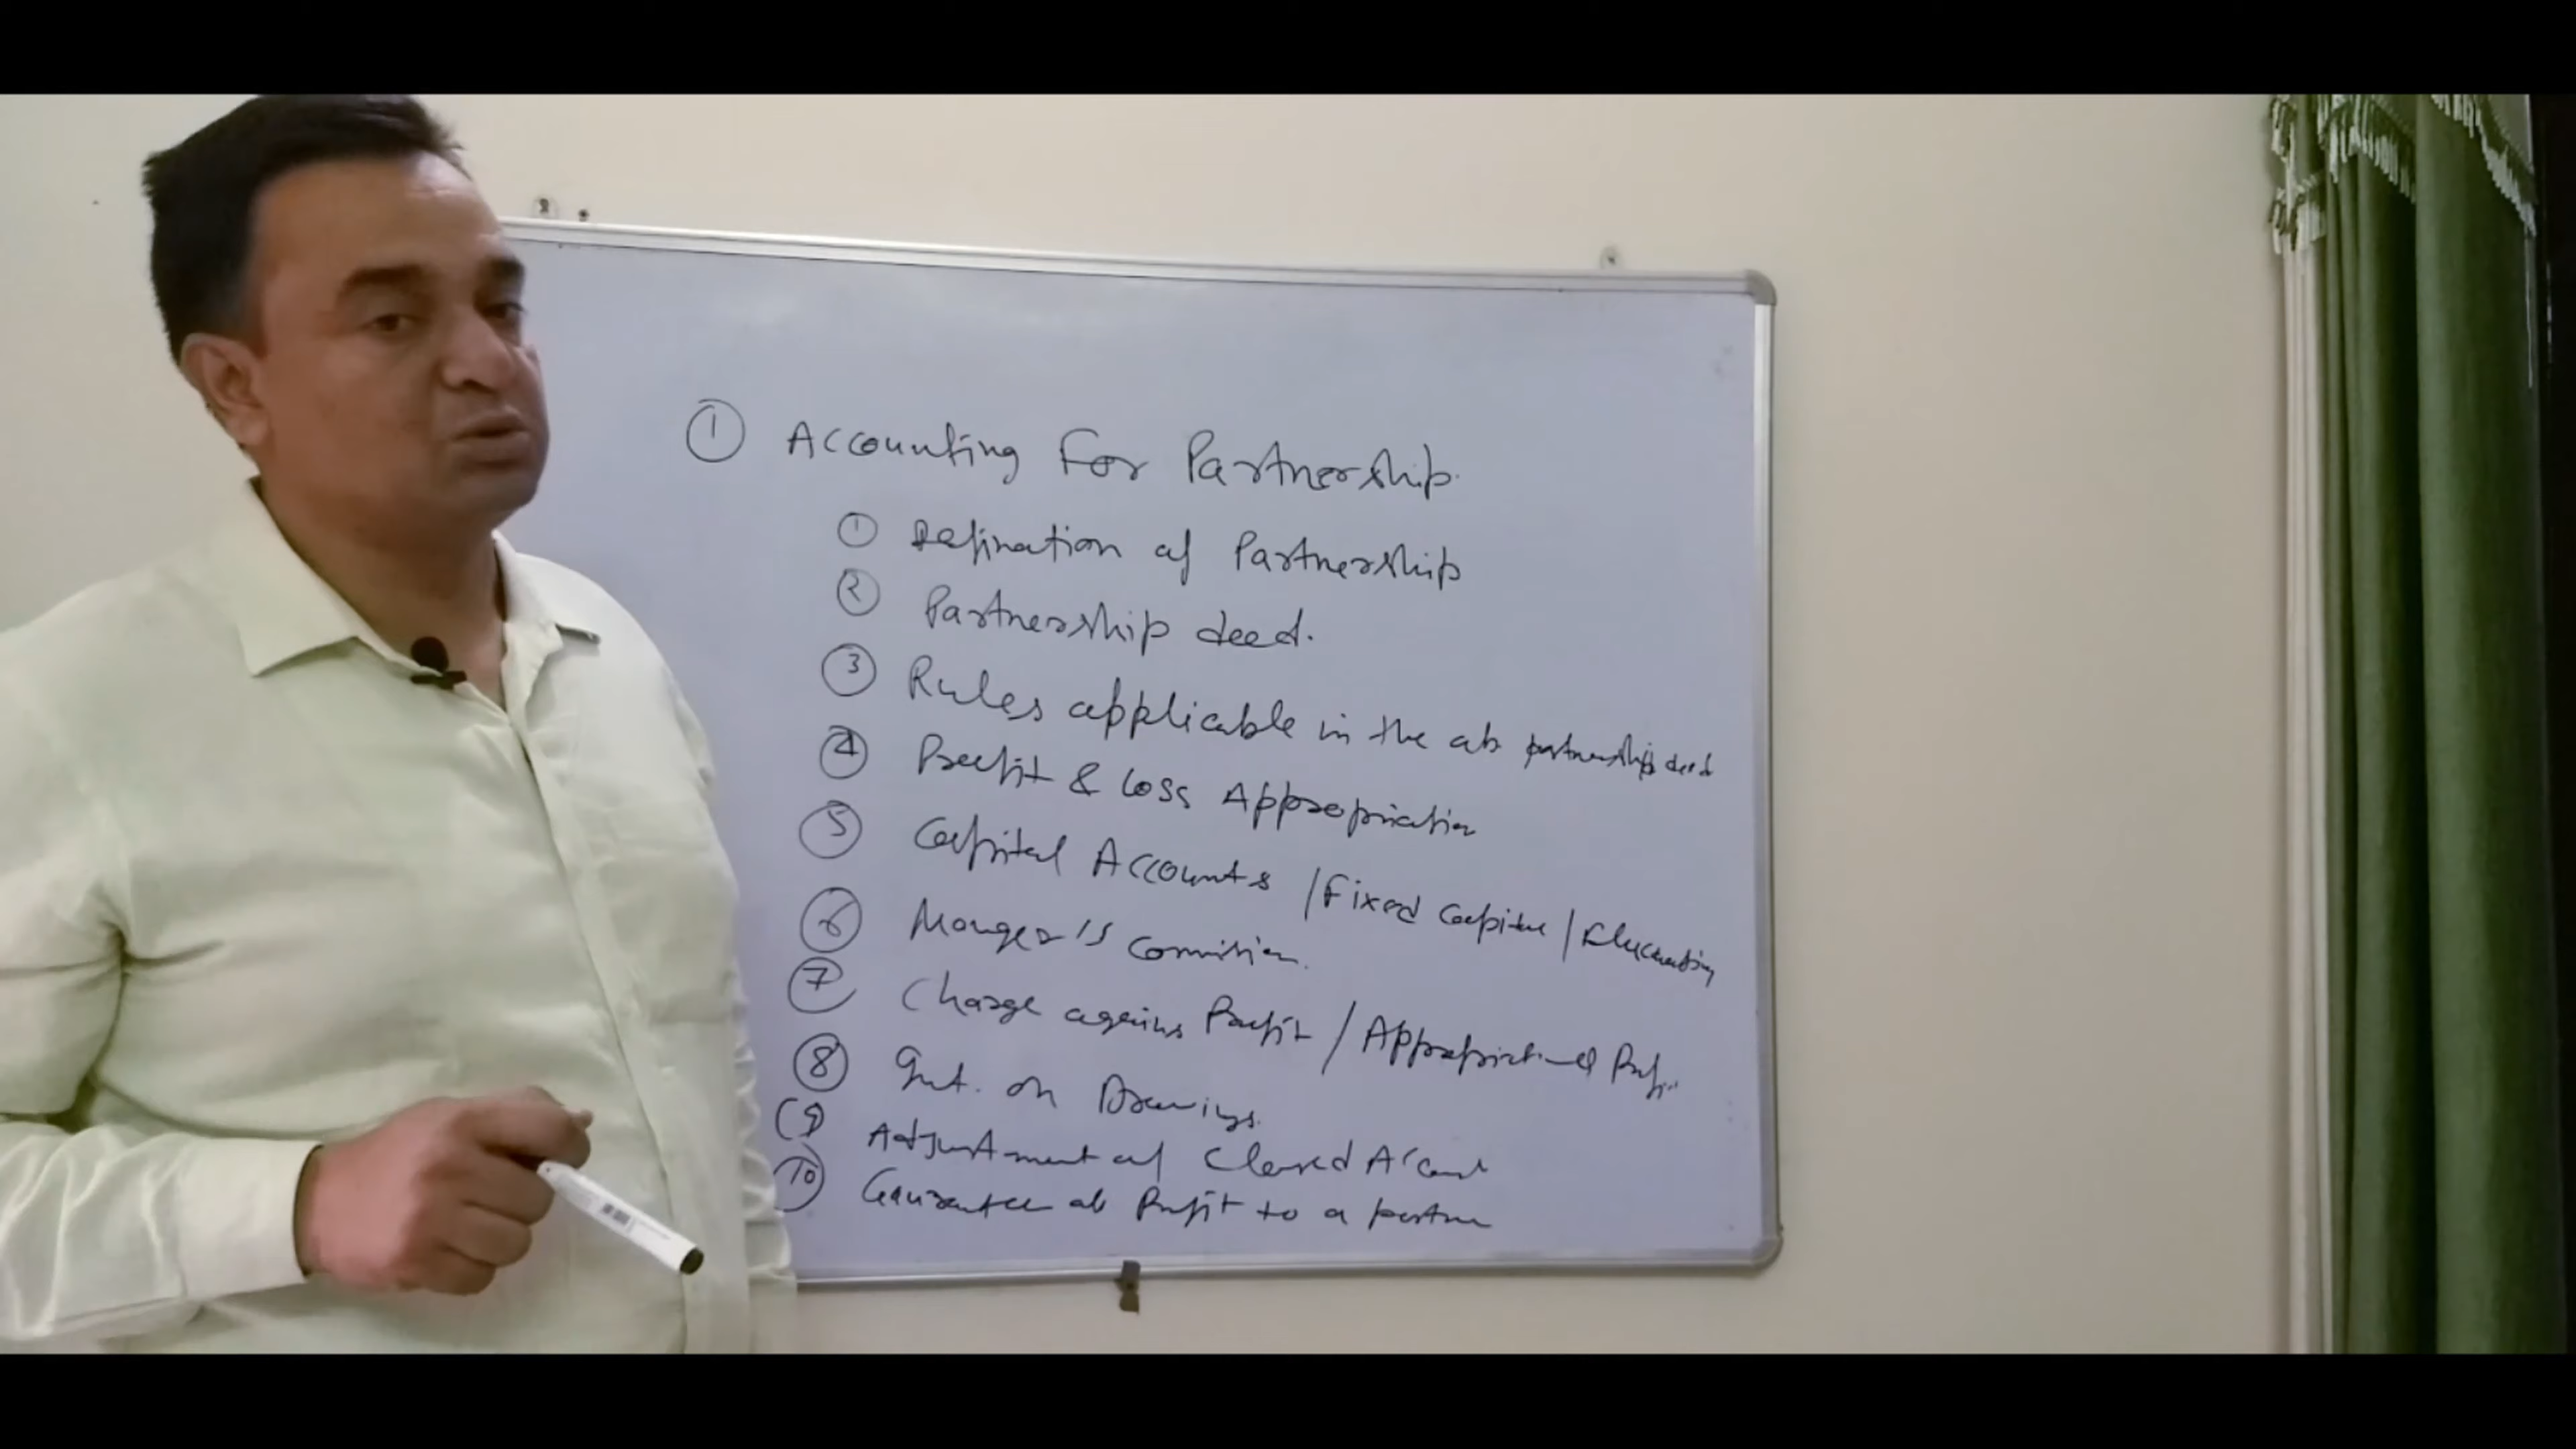 ① Accounting For Partnership.
① Defination of Partnership
② Partnership deed.
③ Rules applicable in the ab partnership deed
④ Profit & Loss Appropriation
⑤ Capital Accounts / Fixed Capital / Fluctuating
⑥ Manger's Commission.
⑦ Charge against Profit / Appropriation of Profit
⑧ Int. on Drawings.
(9) Adjustment of Closed
⑩ Guarantee of Profit to a partner